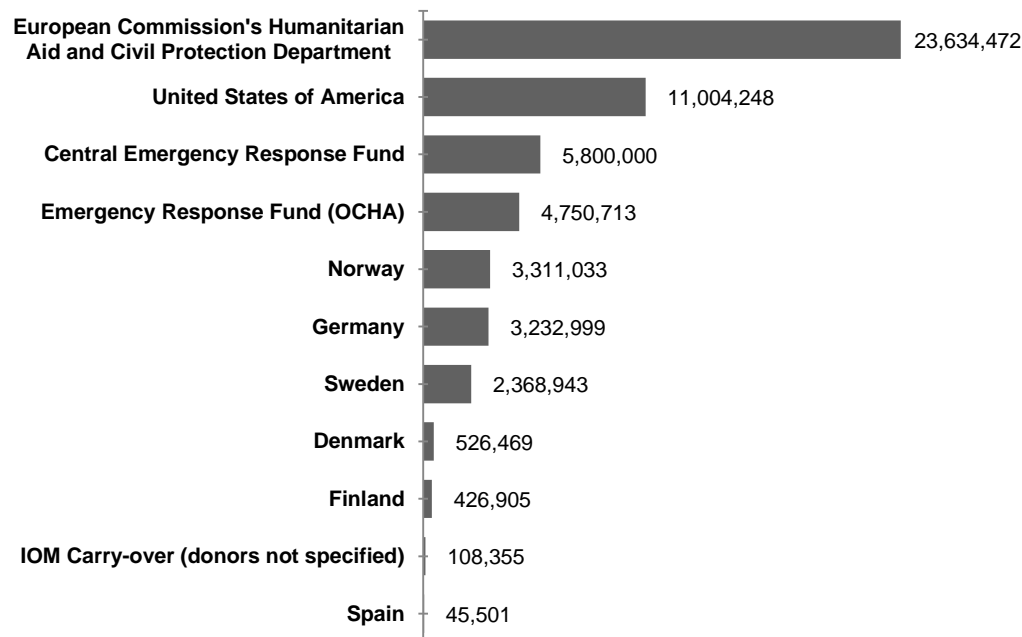 European Commission's Humanitarian
Aid and Civil Protection Department
23,634,472
United States of America
11,004,248
Central Emergency Response Fund
5,800,000
Emergency Response Fund (OCHA)
4,750,713
Norway
3,311,033
Germany
3,232,999
Sweden
2,368,943
Denmark
526,469
Finland
426,905
IOM Carry-over (donors not specified)
108,355
Spain
45,501